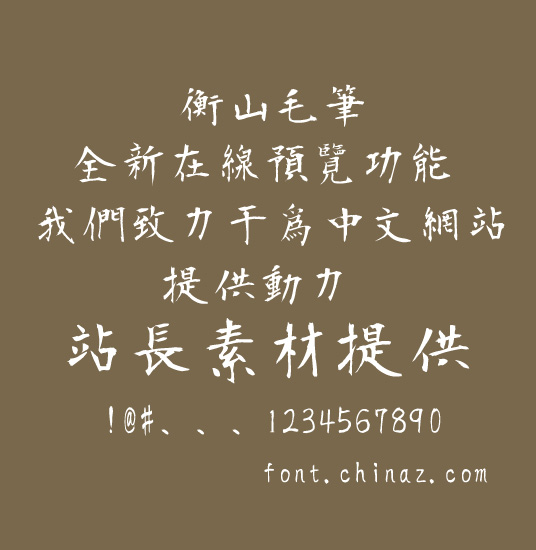 衡山毛筆
全新在線預覽功能
我們致力于爲中文網站
提供動力
站長素材提供
!@#、、、1234567890
font.chinaz.com